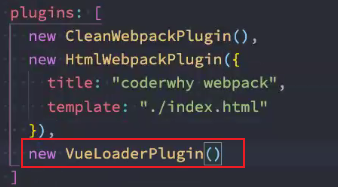 plugins: [
new CleanWebpackPlugin(),
new HtmlWebpackPlugin({
title: "coderwhy webpack",
template: "./index.html"
}),
new VueLoaderPlugin()
]